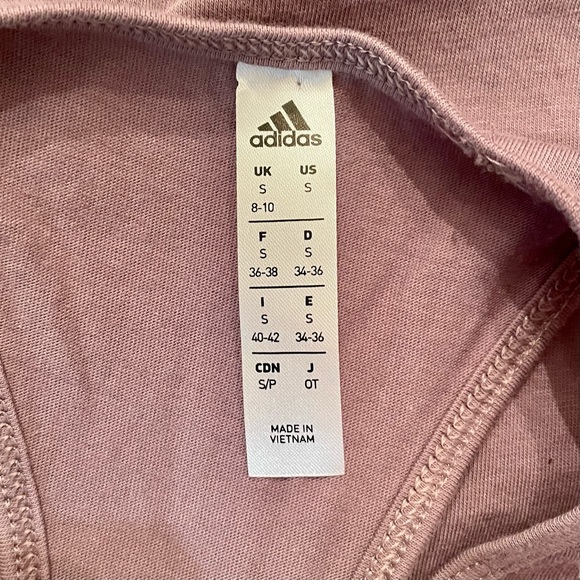 adidas
UK US
S S
8-10
F D
S S
36-38 34-36
I E
S S
40-42 34-36
CDN J
S/P OT
MADE IN
VIETNAM